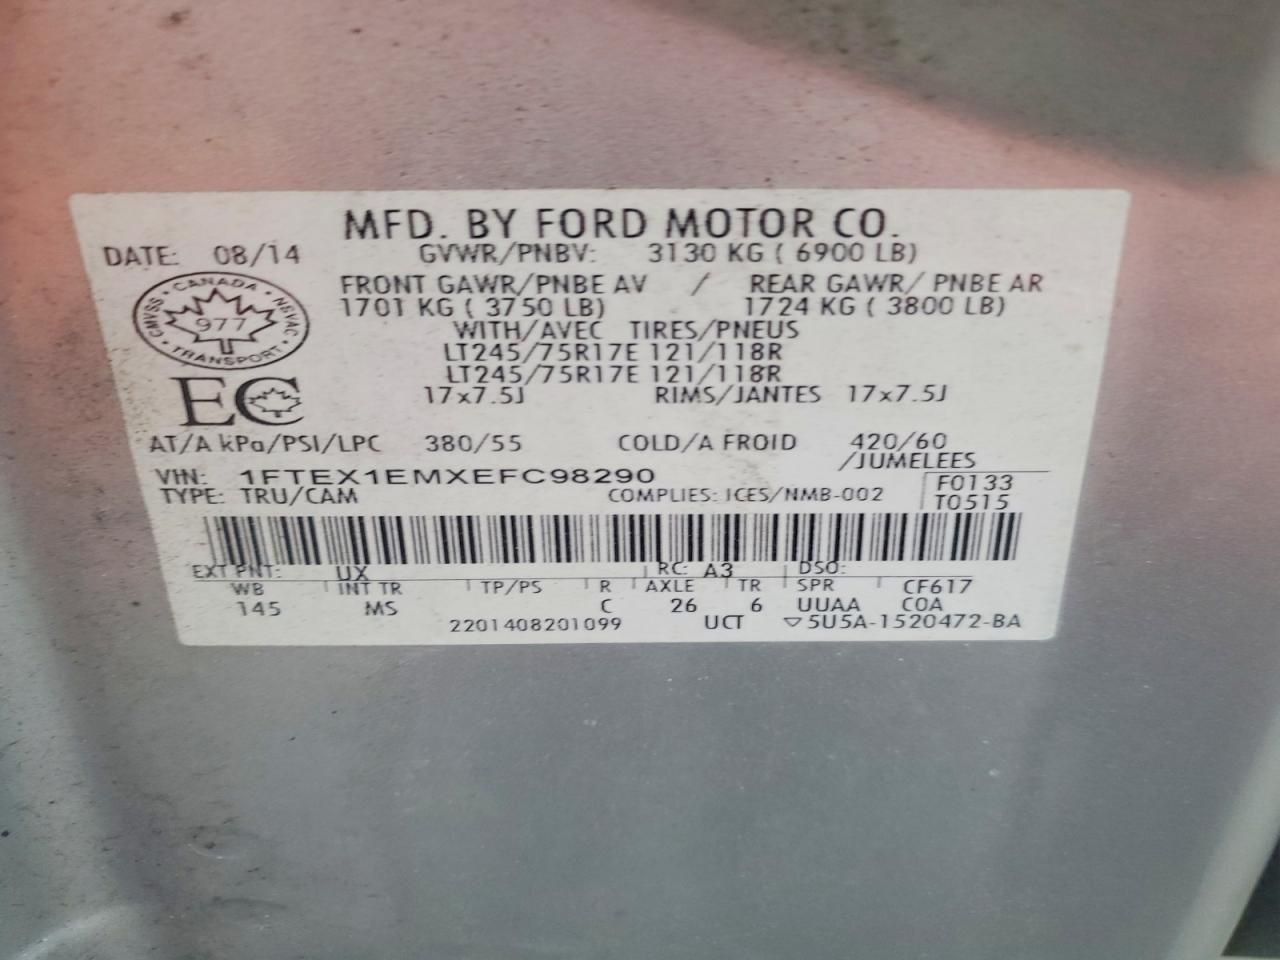 MFD. BY FORD MOTOR CO.
DATE: 08/14 GVWR/PNBV: 3130 KG ( 6900 LB)
FRONT GAWR/PNBE AV / REAR GAWR/ PNBE AR
1701 KG ( 3750 LB) 1724 KG ( 3800 LB)
WITH/AVEC TIRES/PNEUS
LT245/75R17E 121/118R
LT245/75R17E 121/118R
17x7.5J RIMS/JANTES 17x7.5J
CANADA
CMVSS 977 NSVAC
TRANSPORT
EC
AT/A kPa/PSI/LPC 380/55 COLD/A FROID 420/60
/JUMELEES
VIN: 1FTEX1EMXEFC98290
TYPE: TRU/CAM COMPLIES: ICES/NMB-002
F0133
T0515
EXT PNT: UX RC: A3 DSO:
WB INT TR TP/PS R AXLE TR SPR CF617
145 MS C 26 6 UUAA COA
2201408201099 UCT ▽5U5A-1520472-BA